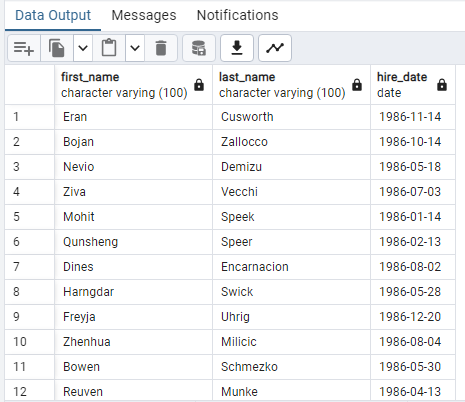 Data Output Messages Notifications
first_name last_name hire_date
character varying (100) character varying (100) date
1 Eran Cusworth 1986-11-14
2 Bojan Zallocco 1986-10-14
3 Nevio Demizu 1986-05-18
4 Ziva Vecchi 1986-07-03
5 Mohit Speek 1986-01-14
6 Qunsheng Speer 1986-02-13
7 Dines Encarnacion 1986-08-02
8 Harngdar Swick 1986-05-28
9 Freyja Uhrig 1986-12-20
10 Zhenhua Milicic 1986-08-04
11 Bowen Schmezko 1986-05-30
12 Reuven Munke 1986-04-13